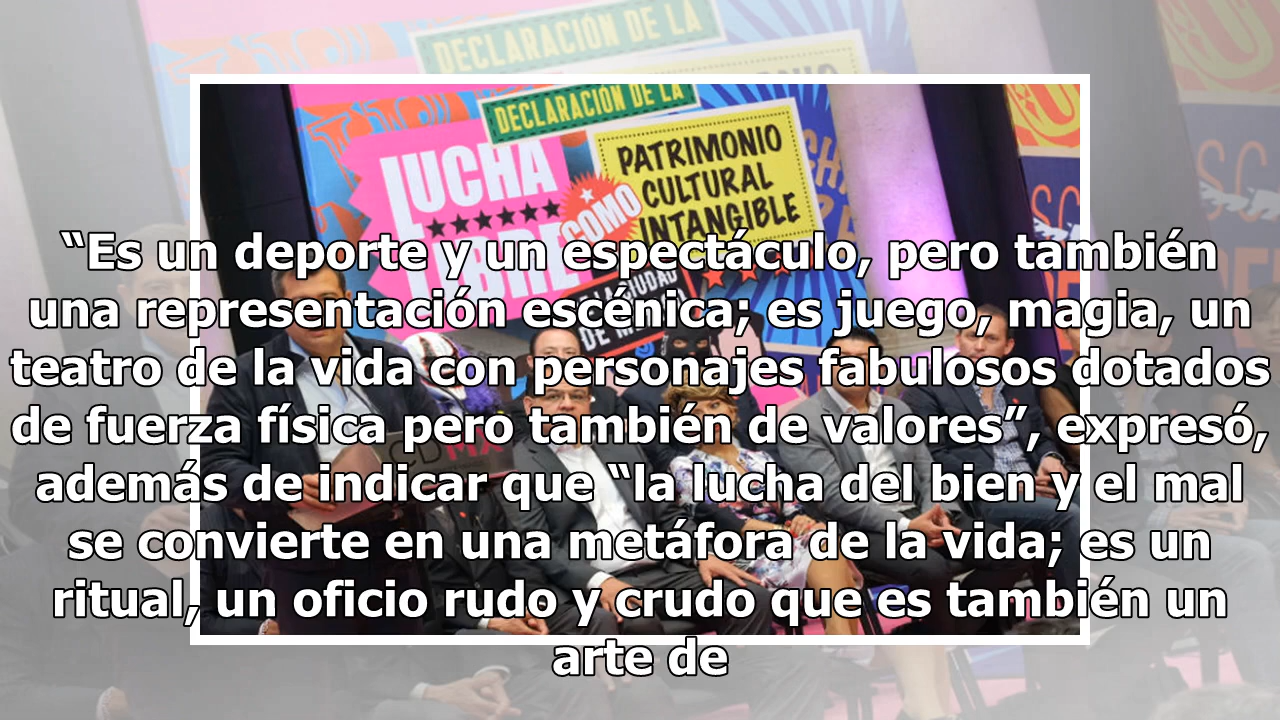 DECLARACIÓN DE LA
DECLARACIÓN DE LA
LUCHA
LIBRE
COMO
PATRIMONIO
CULTURAL
INTANGIBLE
“Es un deporte y un espectáculo, pero también
una representación escénica; es juego, magia, un
teatro de la vida con personajes fabulosos dotados
de fuerza física pero también de valores”, expresó,
además de indicar que “la lucha del bien y el mal
se convierte en una metáfora de la vida; es un
ritual, un oficio rudo y crudo que es también un
arte de